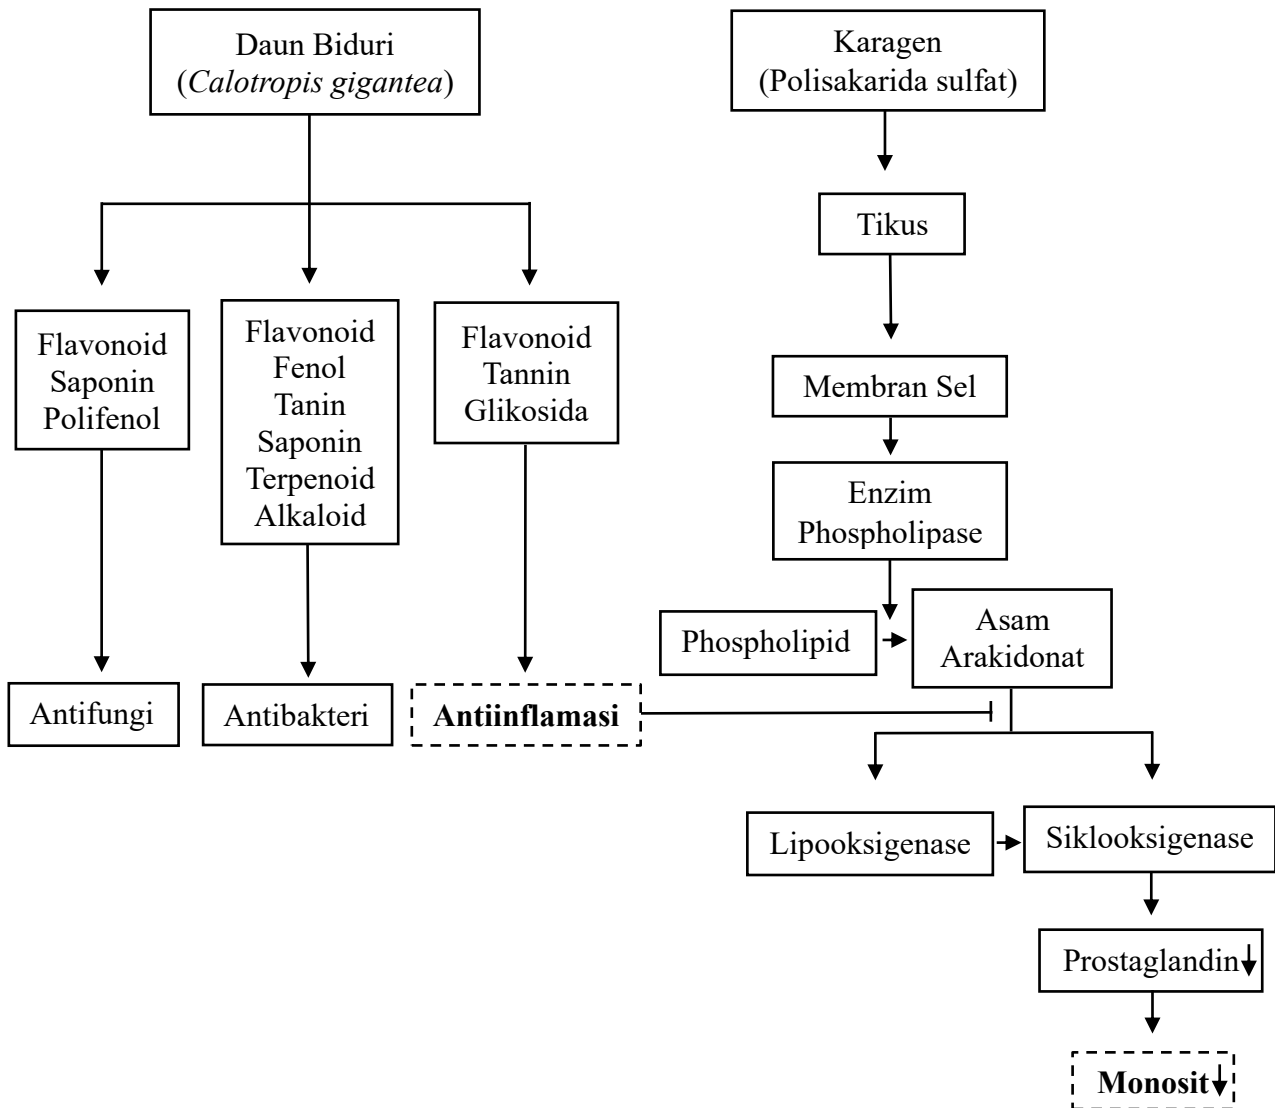 Daun Biduri
(Calotropis gigantea)
Karagen
(Polisakarida sulfat)
Tikus
Flavonoid
Saponin
Polifenol
Flavonoid
Fenol
Tanin
Saponin
Terpenoid
Alkaloid
Flavonoid
Tannin
Glikosida
Membran Sel
Enzim
Phospholipase
Phospholipid
Asam
Arakidonat
Antifungi
Antibakteri
Antiinflamasi
Lipooksigenase
Siklooksigenase
Prostaglandin
Monosit